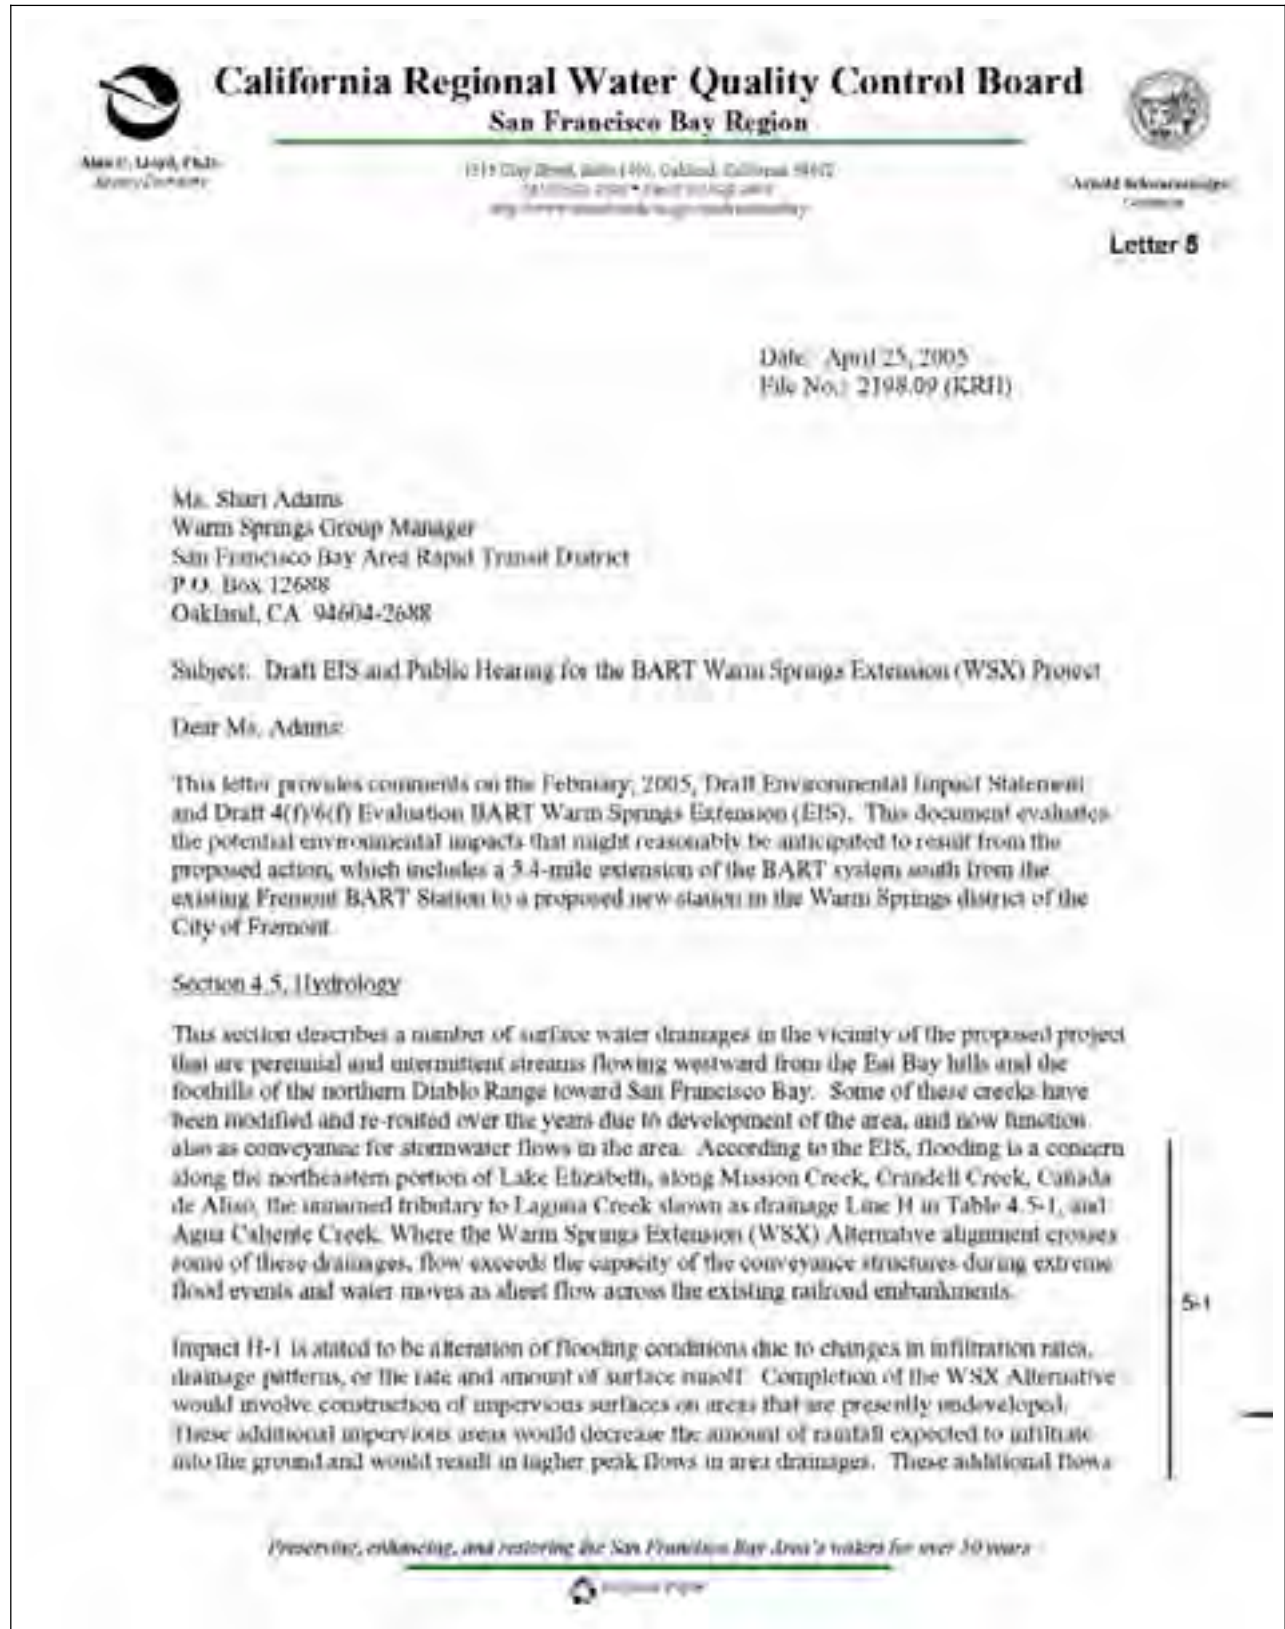 California Regional Water Quality Control Board
San Francisco Bay Region
Alan C. Lloyd, Ph.D.
1515 Clay Street, Suite 1400, Oakland, California 94612
Arnold Schwarzenegger
Governor
Letter 5
Date: April 25, 2005
File No.: 2198.09 (KRH)
Ms. Shari Adams
Warm Springs Group Manager
San Francisco Bay Area Rapid Transit District
P.O. Box 12688
Oakland, CA 94604-2688
Subject: Draft EIS and Public Hearing for the BART Warm Springs Extension (WSX) Project
Dear Ms. Adams:
This letter provides comments on the February, 2005, Draft Environmental Impact Statement
and Draft 4(f)/6(f) Evaluation BART Warm Springs Extension (EIS). This document evaluates
the potential environmental impacts that might reasonably be anticipated to result from the
proposed action, which includes a 5.4-mile extension of the BART system south from the
existing Fremont BART Station to a proposed new station in the Warm Springs district of the
City of Fremont.
Section 4.5, Hydrology
This section describes a number of surface water drainages in the vicinity of the proposed project
that are perennial and intermittent streams flowing westward from the Eat Bay hills and the
foothills of the northern Diablo Range toward San Francisco Bay. Some of these creeks have
been modified and re-routed over the years due to development of the area, and now function
also as conveyance for stormwater flows in the area. According to the EIS, flooding is a concern
along the northeastern portion of Lake Elizabeth, along Mission Creek, Crandell Creek, Cañada
de Aliso, the unnamed tributary to Laguna Creek shown as drainage Line H in Table 4.5-1, and
Agua Caliente Creek. Where the Warm Springs Extension (WSX) Alternative alignment crosses
some of these drainages, flow exceeds the capacity of the conveyance structures during extreme
flood events and water moves as sheet flow across the existing railroad embankments.
5-1
Impact H-1 is stated to be alteration of flooding conditions due to changes in infiltration rates,
drainage patterns, or the rate and amount of surface runoff. Completion of the WSX Alternative
would involve construction of impervious surfaces on areas that are presently undeveloped.
These additional impervious areas would decrease the amount of rainfall expected to infiltrate
into the ground and would result in higher peak flows in area drainages. These additional flows
Preserving, enhancing, and restoring the San Francisco Bay Area's waters for over 50 years